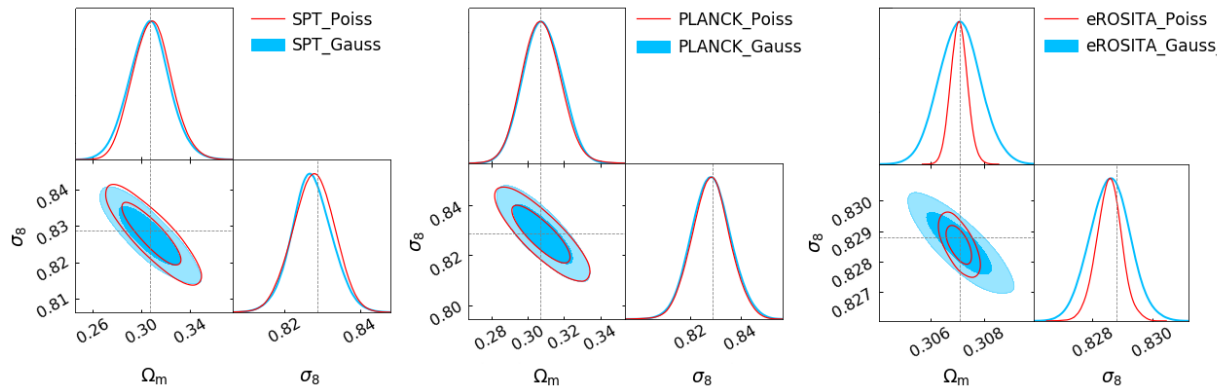 SPT_Poiss
SPT_Gauss
0.84
0.83
0.82
0.81
σ₈
0.26
0.30
0.34
Ωₘ
0.82
0.84
σ₈
PLANCK_Poiss
PLANCK_Gauss
0.84
0.82
0.80
σ₈
0.28
0.30
0.32
0.34
Ωₘ
0.82
0.84
σ₈
eROSITA_Poiss
eROSITA_Gauss
0.830
0.829
0.828
0.827
σ₈
0.306
0.308
Ωₘ
0.828
0.830
σ₈